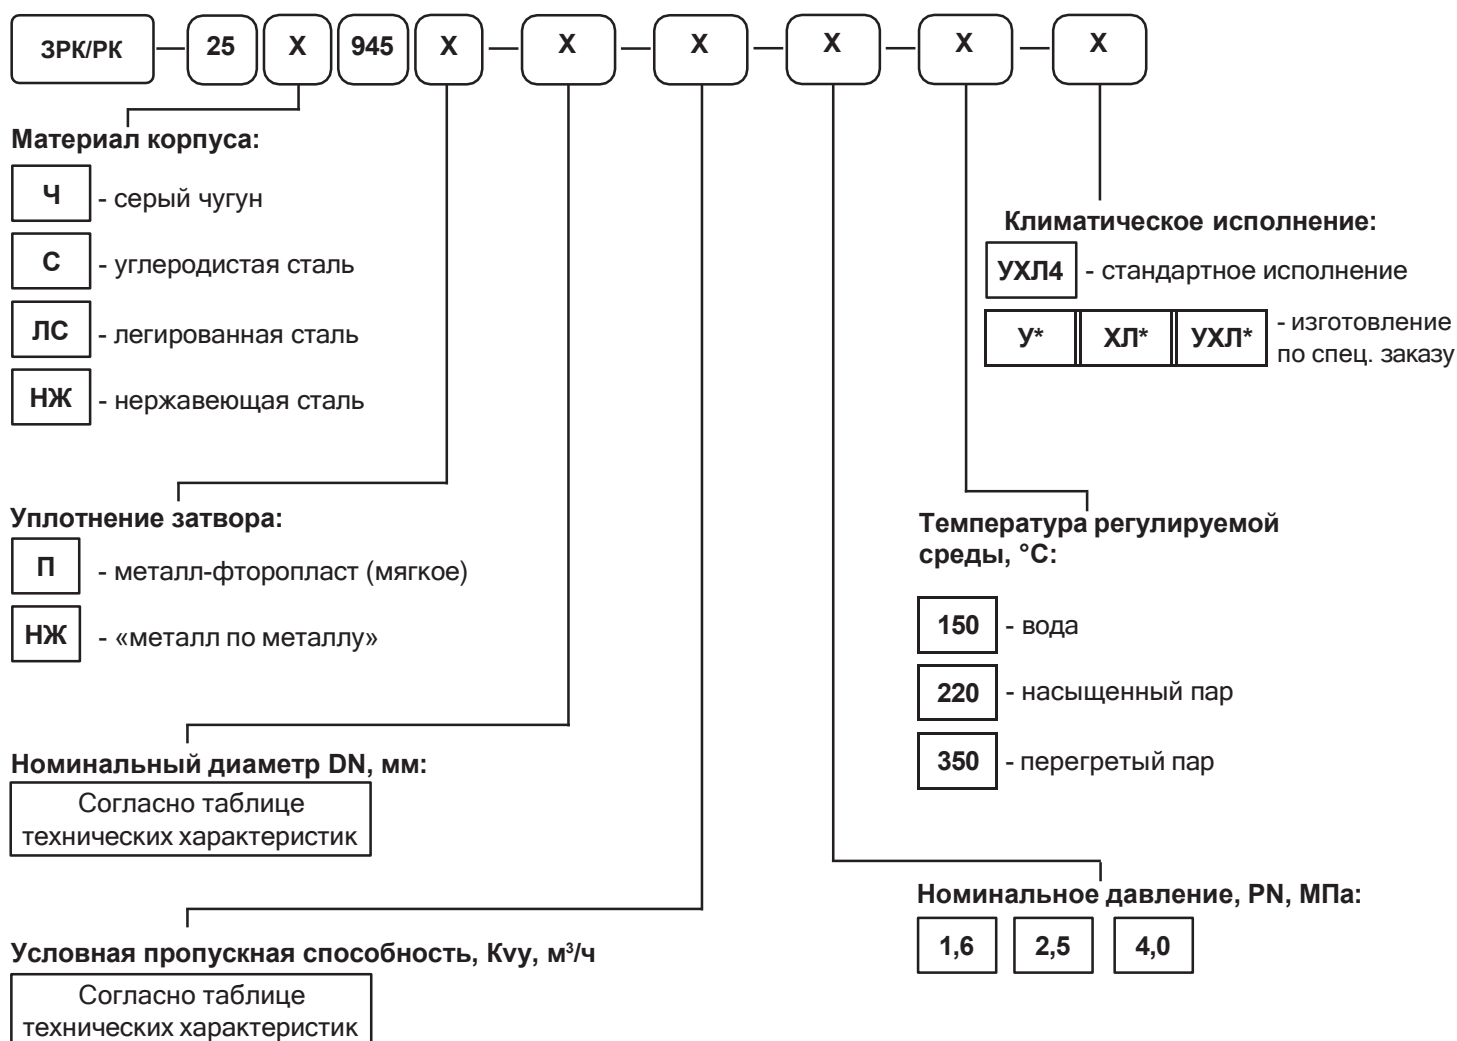 ЗРК/РК — 25 Х 945 Х — Х — Х — Х — Х — Х
Материал корпуса:
Ч - серый чугун
С - углеродистая сталь
ЛС - легированная сталь
НЖ - нержавеющая сталь
Уплотнение затвора:
П - металл-фторопласт (мягкое)
НЖ - «металл по металлу»
Номинальный диаметр DN, мм:
Согласно таблице
технических характеристик
Условная пропускная способность, Kvy, м³/ч
Согласно таблице
технических характеристик
Климатическое исполнение:
УХЛ4 - стандартное исполнение
У* ХЛ* УХЛ* - изготовление
по спец. заказу
Температура регулируемой
среды, °С:
150 - вода
220 - насыщенный пар
350 - перегретый пар
Номинальное давление, PN, МПа:
1,6 2,5 4,0